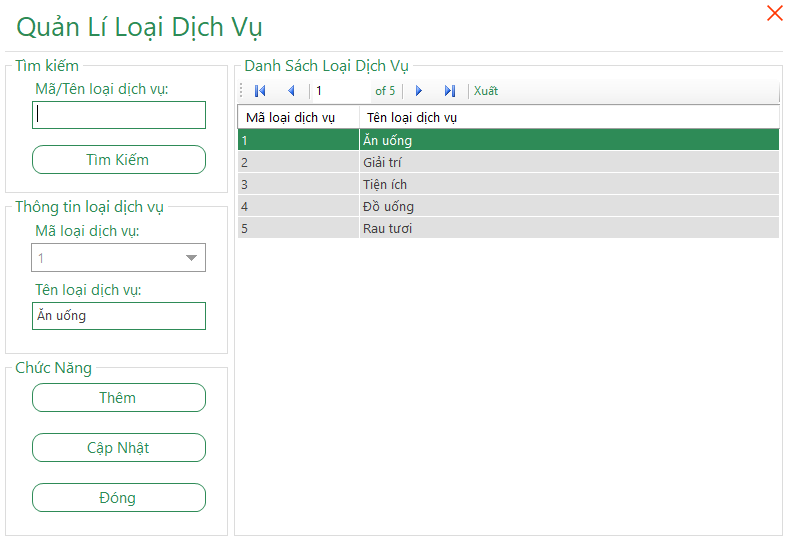 Quản Lí Loại Dịch Vụ
Tìm kiếm
Mã/Tên loại dịch vụ:
Tìm Kiếm
Thông tin loại dịch vụ
Mã loại dịch vụ:
1
Tên loại dịch vụ:
Ăn uống
Chức Năng
Thêm
Cập Nhật
Đóng
Danh Sách Loại Dịch Vụ
1 of 5 Xuất
Mã loại dịch vụ Tên loại dịch vụ
1 Ăn uống
2 Giải trí
3 Tiện ích
4 Đồ uống
5 Rau tươi